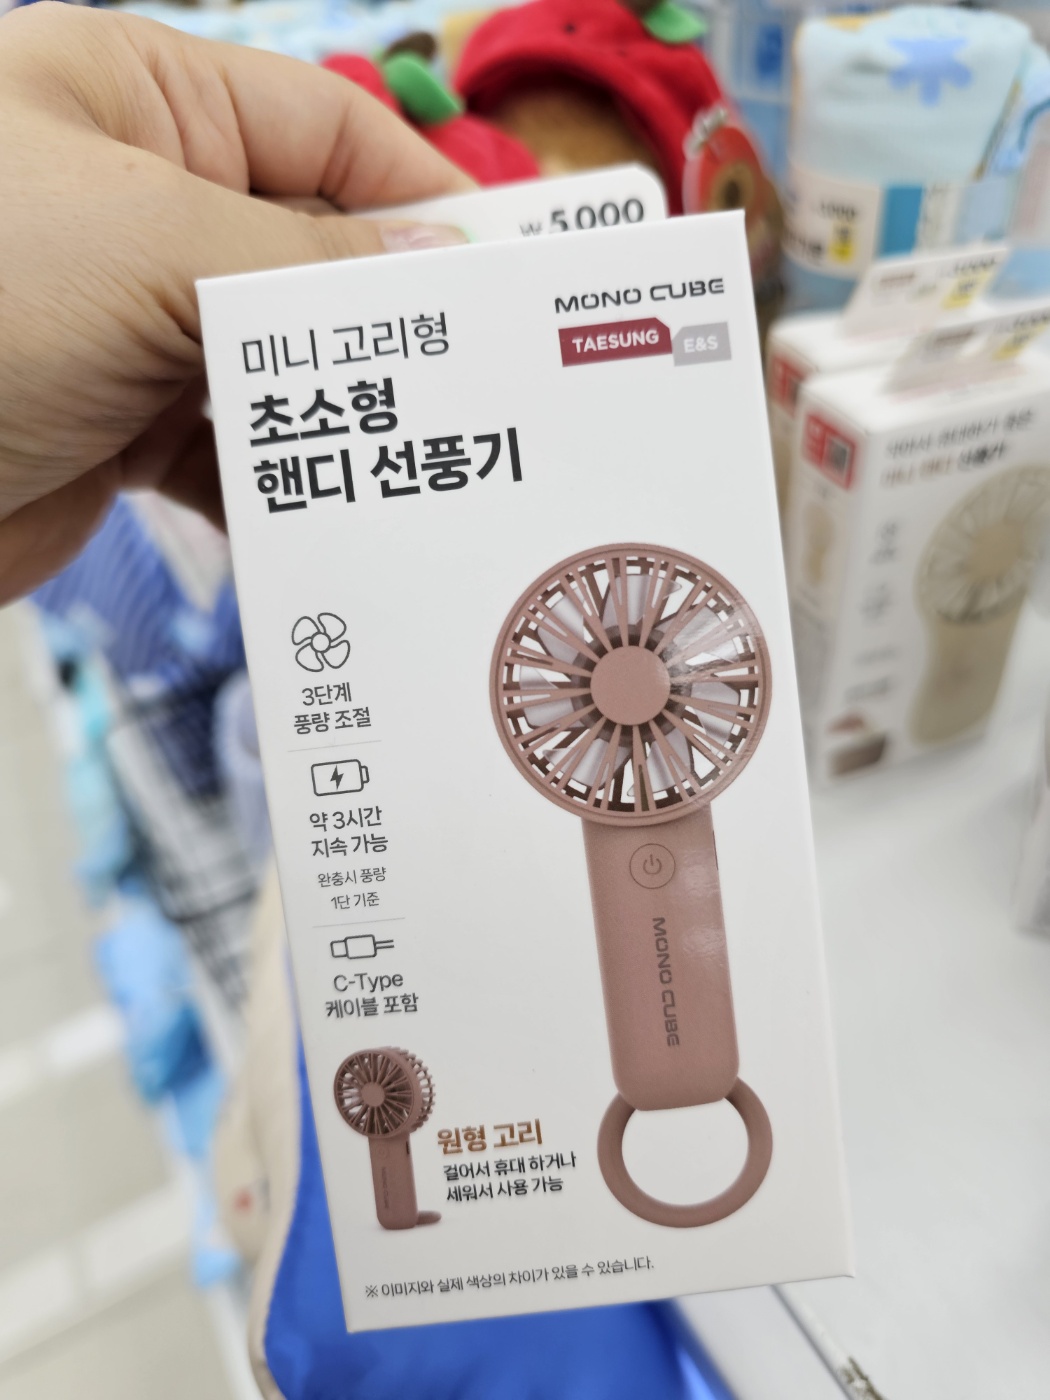 ₩ 5,000
MONO CUBE
TAESUNG E&S
미니 고리형
초소형
핸디 선풍기
3단계
풍량 조절
약 3시간
지속 가능
완충시 풍량
1단 기준
C-Type
케이블 포함
MONO CUBE
원형 고리
걸어서 휴대 하거나
세워서 사용 가능
※ 이미지와 실제 색상의 차이가 있을 수 있습니다.